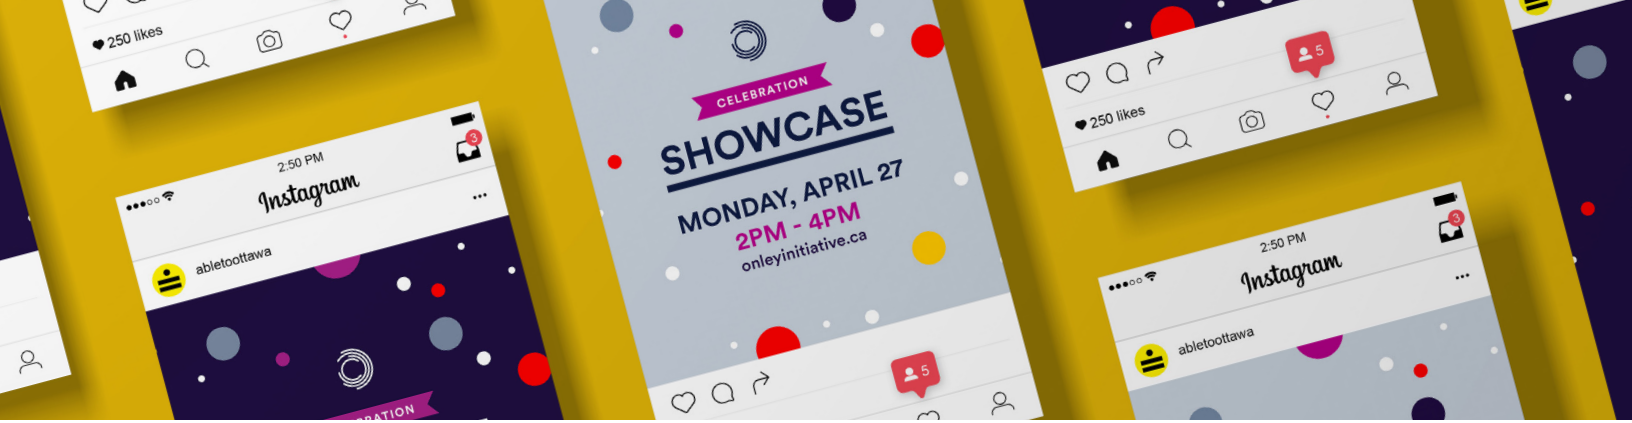 250 likes
2:50 PM
3
Instagram
abletoottawa
CELEBRATION
SHOWCASE
MONDAY, APRIL 27
2PM - 4PM
onleyinitiative.ca
5
5
250 likes
2:50 PM
3
Instagram
abletoottawa